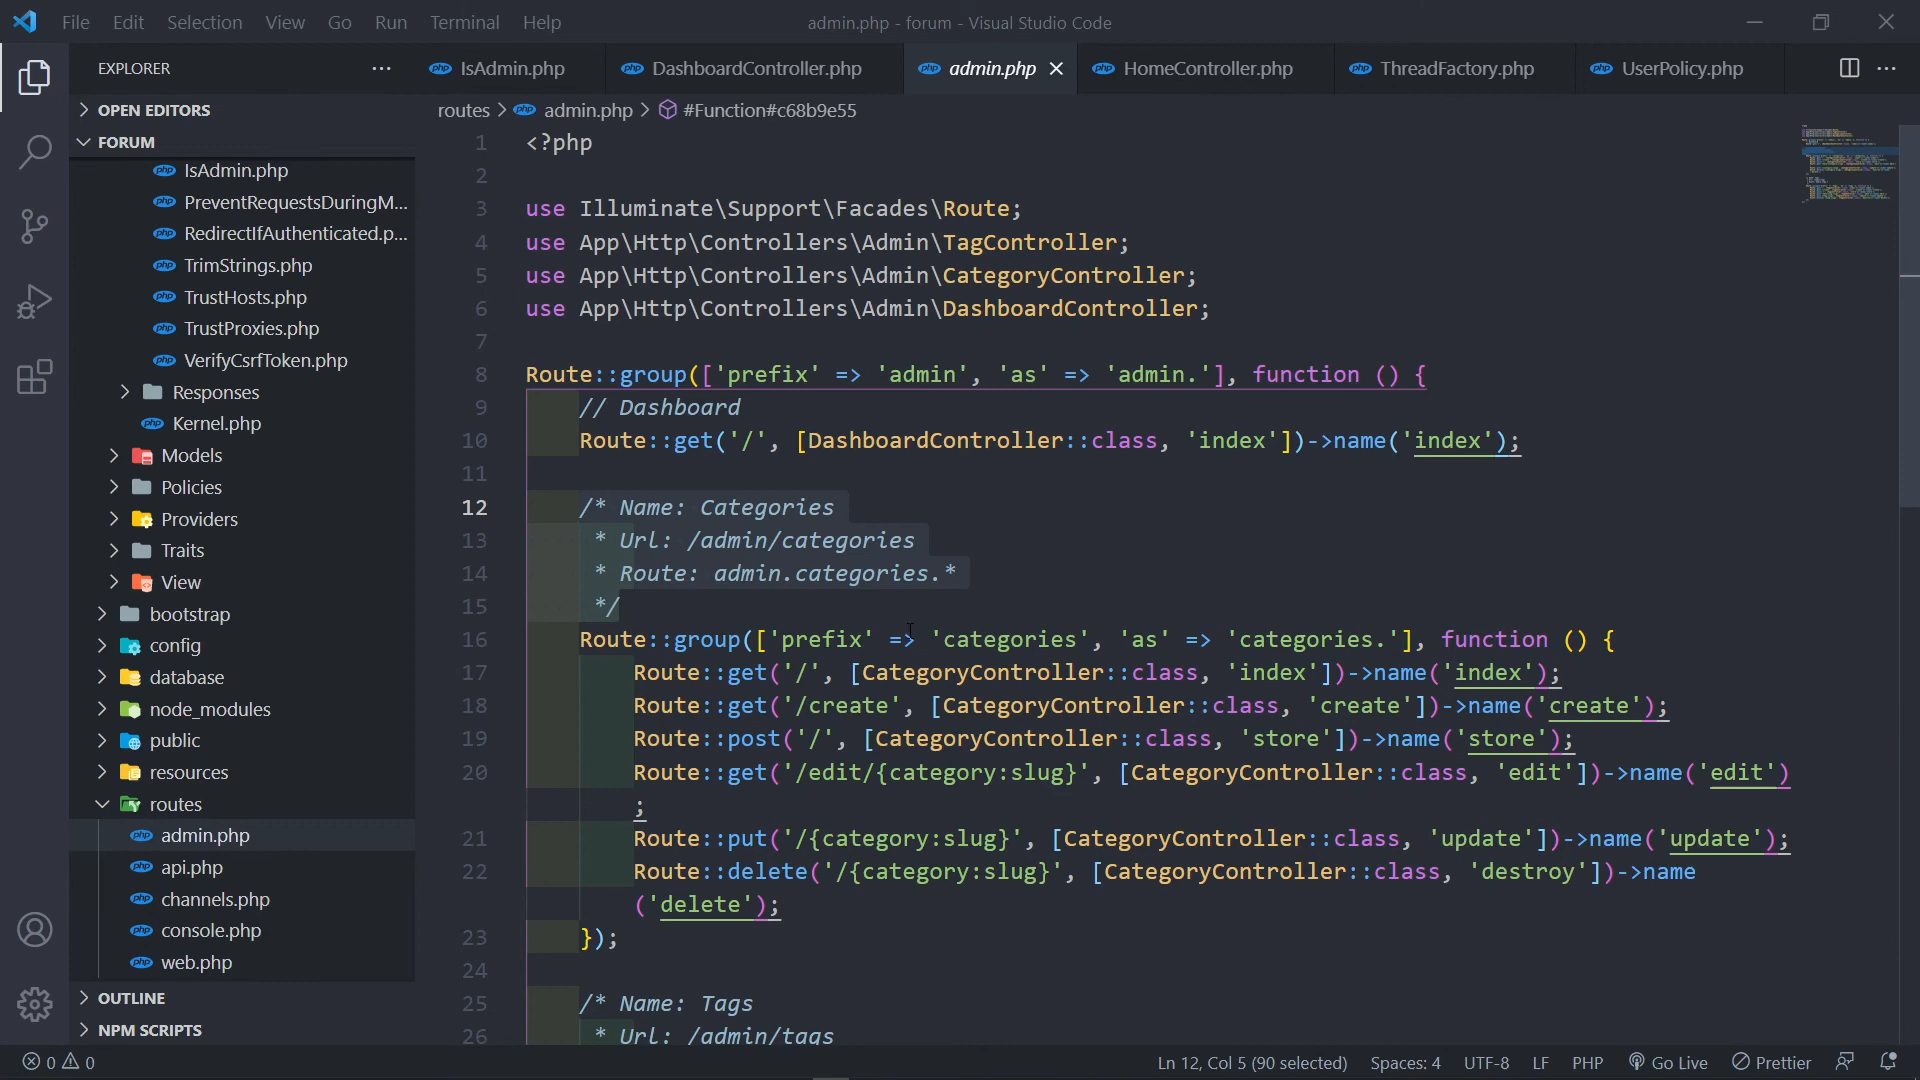 File Edit Selection View Go Run Terminal Help
admin.php - forum - Visual Studio Code
EXPLORER
OPEN EDITORS
FORUM
IsAdmin.php
PreventRequestsDuringM...
RedirectIfAuthenticated.p...
TrimStrings.php
TrustHosts.php
TrustProxies.php
VerifyCsrfToken.php
Responses
Kernel.php
Models
Policies
Providers
Traits
View
bootstrap
config
database
node_modules
public
resources
routes
admin.php
api.php
channels.php
console.php
web.php
OUTLINE
NPM SCRIPTS
IsAdmin.php DashboardController.php admin.php HomeController.php ThreadFactory.php UserPolicy.php
routes > admin.php > #Function#c68b9e55
1 <?php
2
3 use Illuminate\Support\Facades\Route;
4 use App\Http\Controllers\Admin\TagController;
5 use App\Http\Controllers\Admin\CategoryController;
6 use App\Http\Controllers\Admin\DashboardController;
7
8 Route::group(['prefix' => 'admin', 'as' => 'admin.'], function () {
9 // Dashboard
10 Route::get('/', [DashboardController::class, 'index'])->name('index');
11
12 /* Name: Categories
13 * Url: /admin/categories
14 * Route: admin.categories.*
15 */
16 Route::group(['prefix' => 'categories', 'as' => 'categories.'], function () {
17 Route::get('/', [CategoryController::class, 'index'])->name('index');
18 Route::get('/create', [CategoryController::class, 'create'])->name('create');
19 Route::post('/', [CategoryController::class, 'store'])->name('store');
20 Route::get('/edit/{category:slug}', [CategoryController::class, 'edit'])->name('edit')
;
21 Route::put('/{category:slug}', [CategoryController::class, 'update'])->name('update');
22 Route::delete('/{category:slug}', [CategoryController::class, 'destroy'])->name
('delete');
23 });
24
25 /* Name: Tags
26 * Url: /admin/tags
0 0
Ln 12, Col 5 (90 selected) Spaces: 4 UTF-8 LF PHP Go Live Prettier